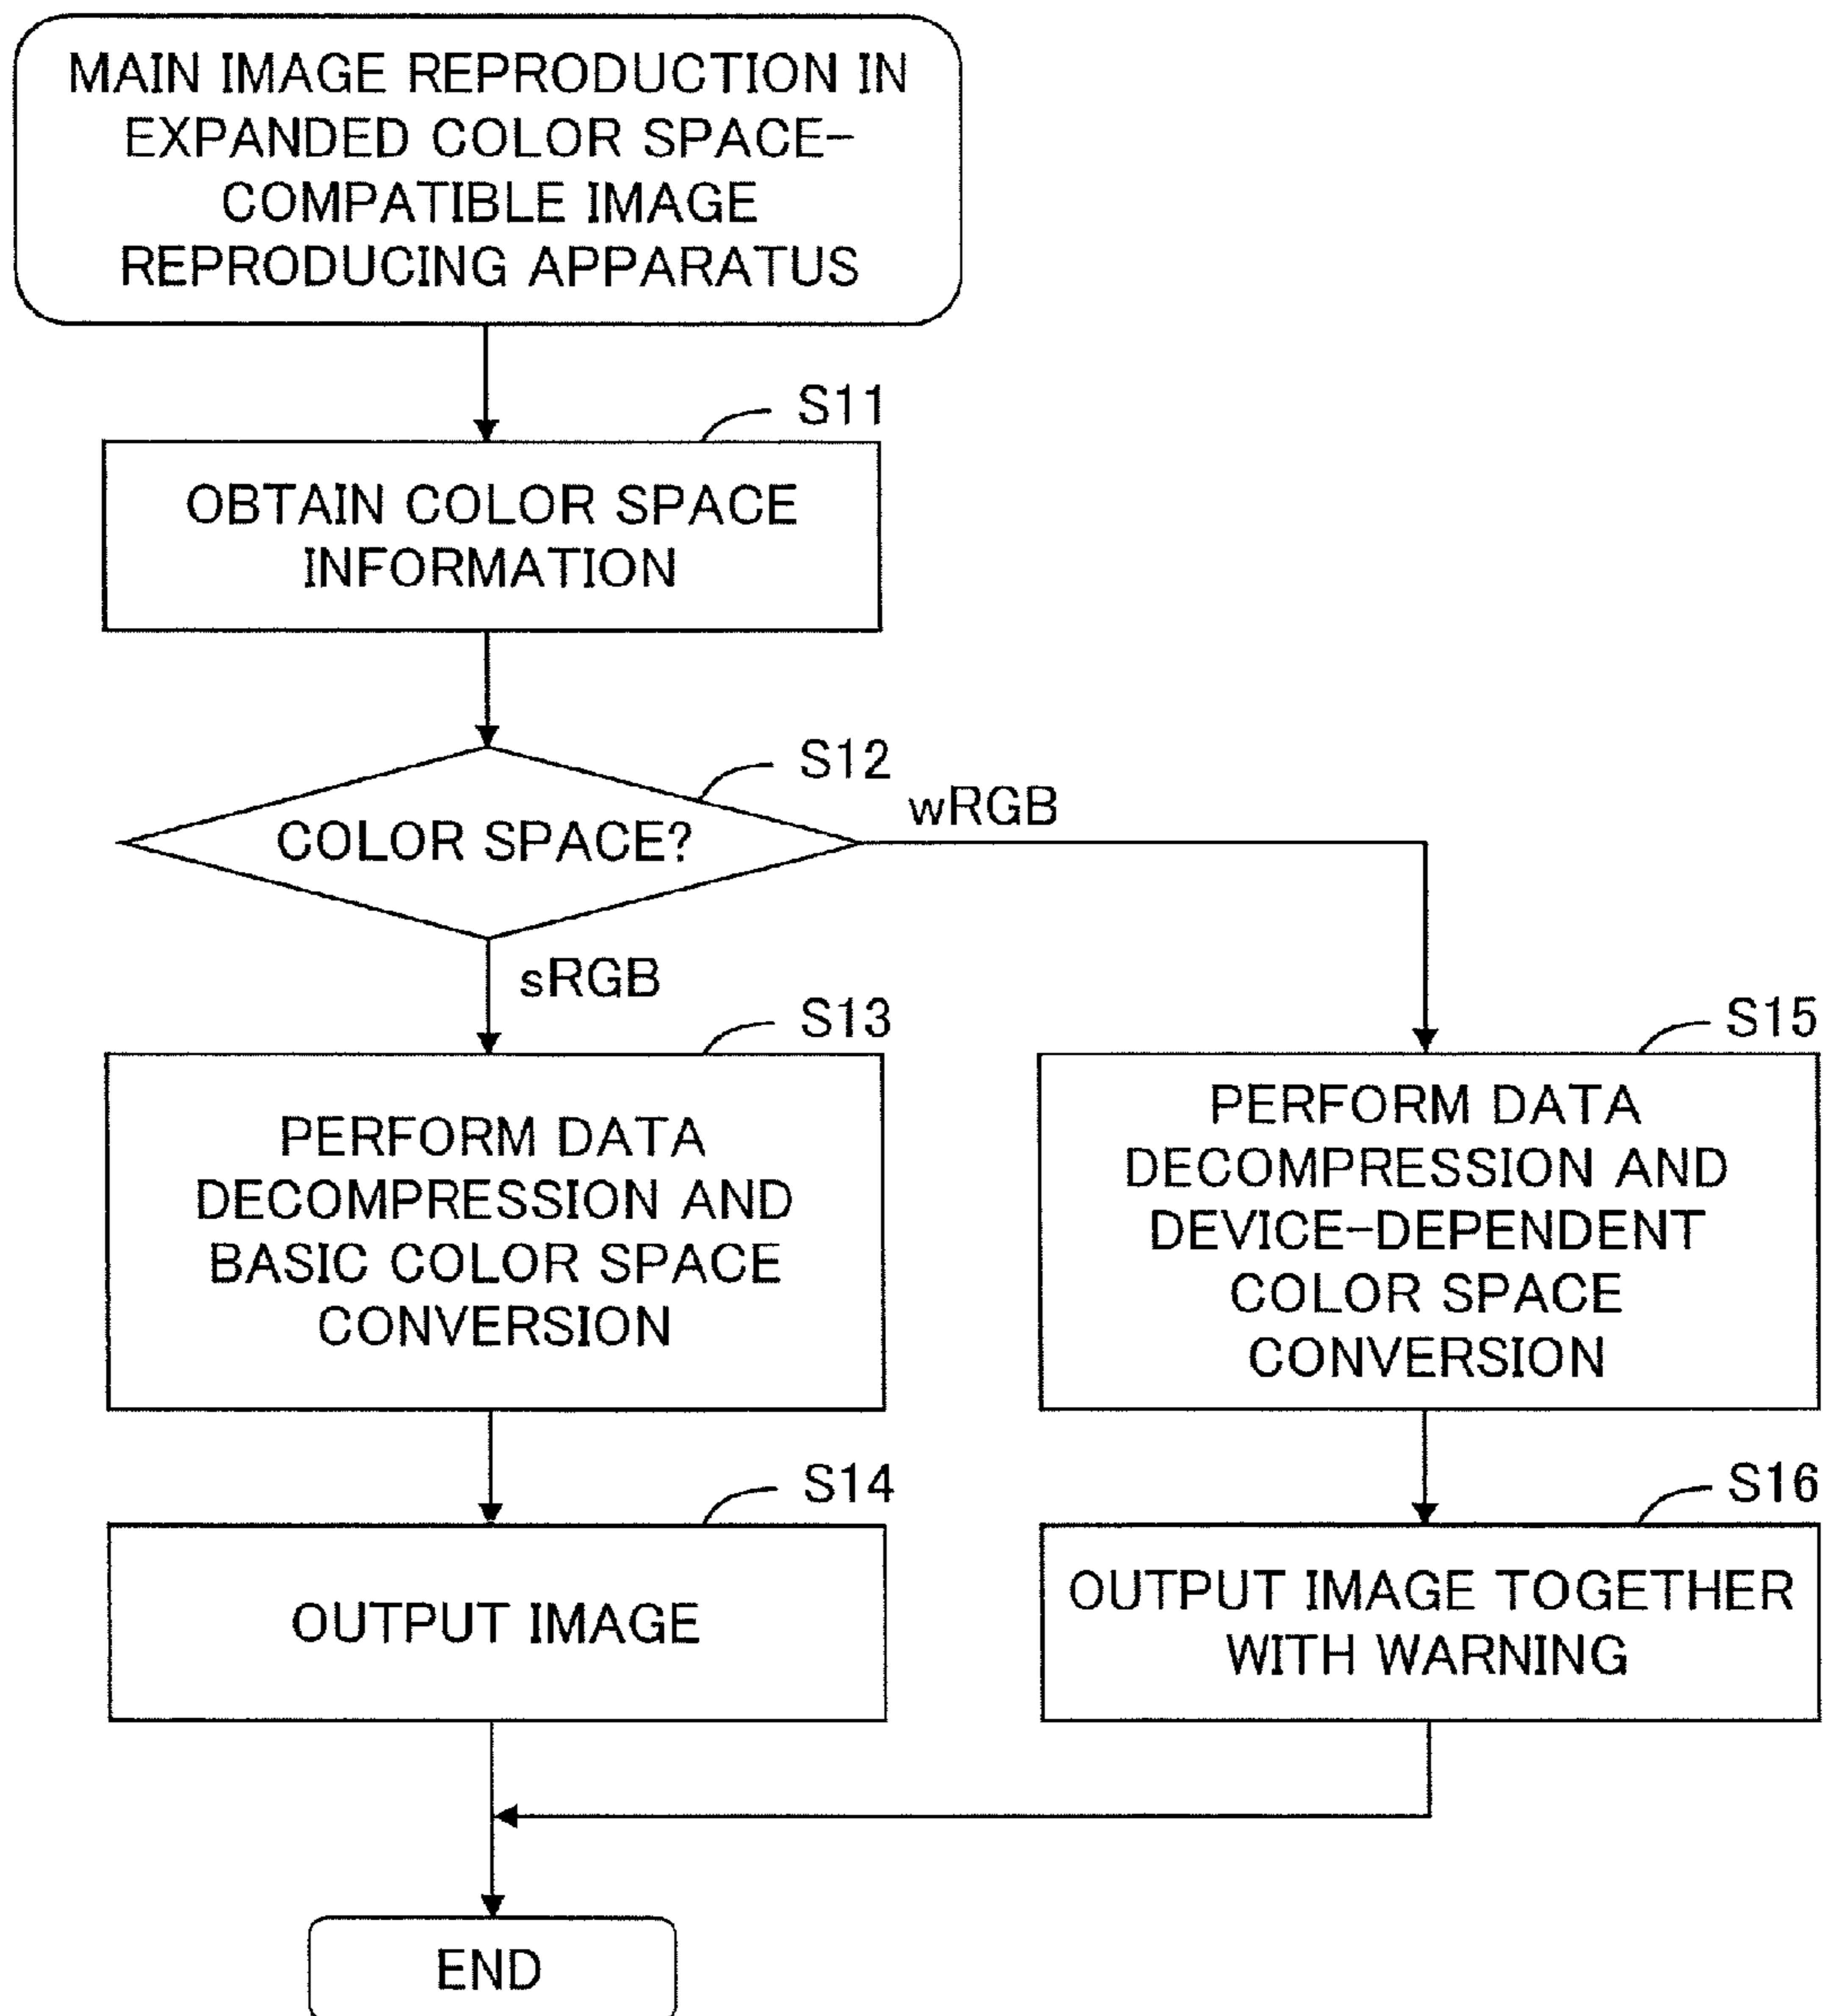 MAIN IMAGE REPRODUCTION IN
EXPANDED COLOR SPACE-
COMPATIBLE IMAGE
REPRODUCING APPARATUS
S11
OBTAIN COLOR SPACE
INFORMATION
S12
COLOR SPACE?
wRGB
sRGB
S13
PERFORM DATA
DECOMPRESSION AND
BASIC COLOR SPACE
CONVERSION
S15
PERFORM DATA
DECOMPRESSION AND
DEVICE-DEPENDENT
COLOR SPACE
CONVERSION
S14
OUTPUT IMAGE
S16
OUTPUT IMAGE TOGETHER
WITH WARNING
END